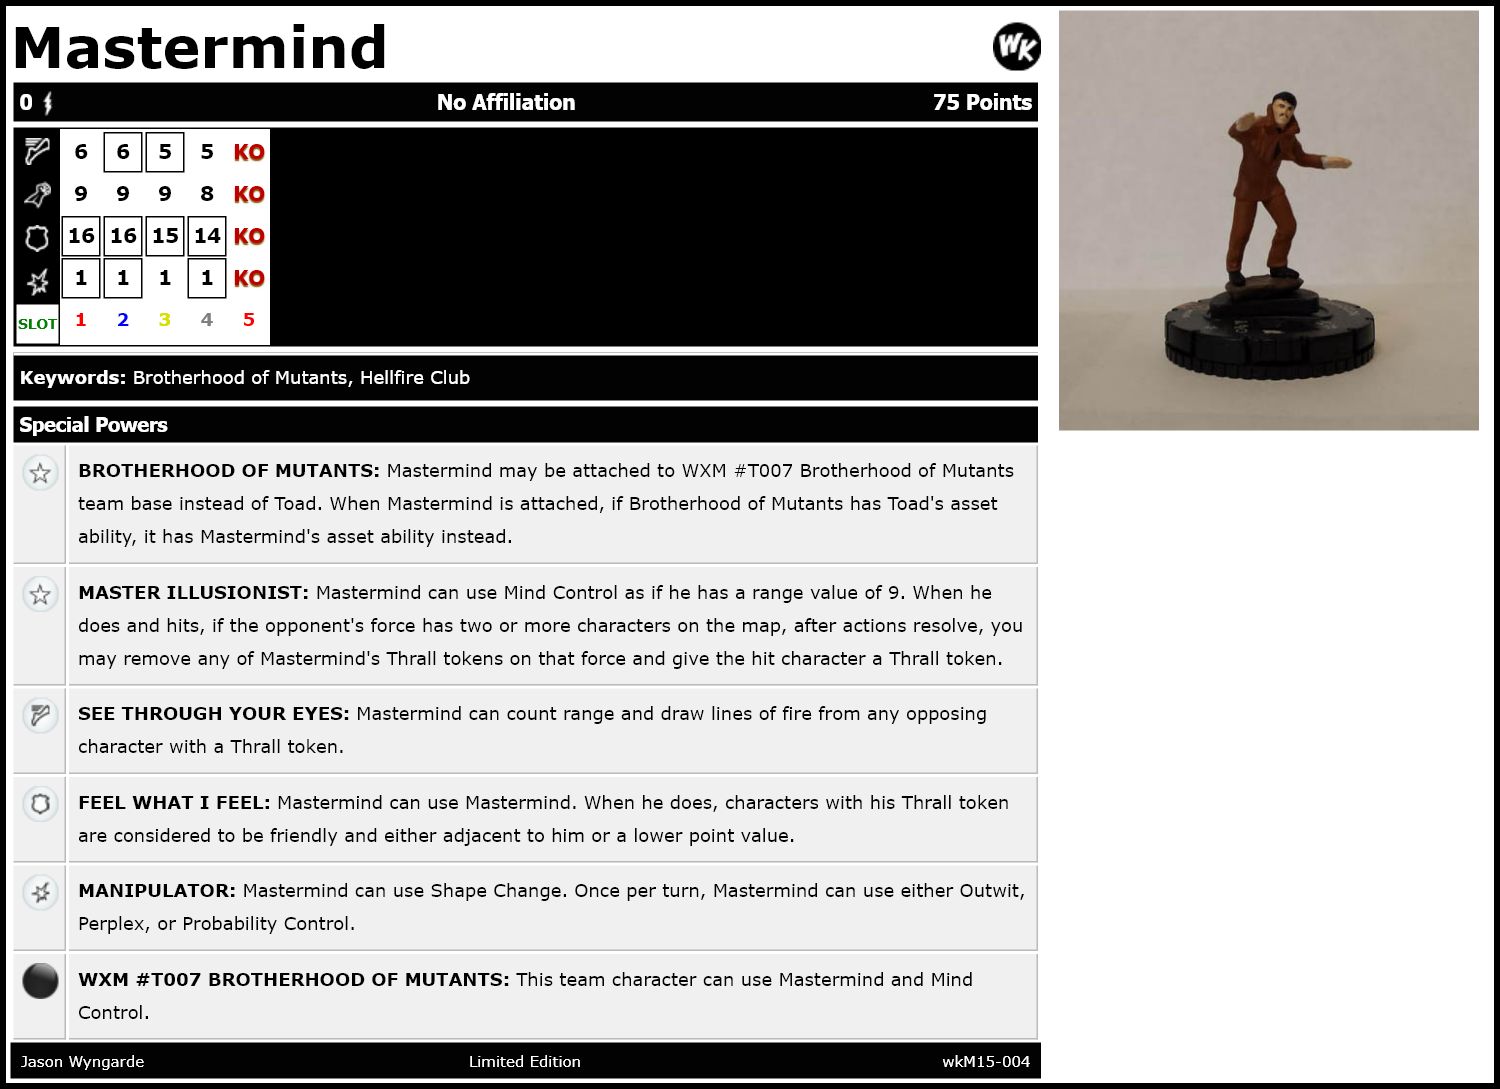 Mastermind
WK
0 No Affiliation 75 Points
6 6 5 5 KO
9 9 9 8 KO
16 16 15 14 KO
1 1 1 1 KO
SLOT 1 2 3 4 5
Keywords: Brotherhood of Mutants, Hellfire Club
Special Powers
BROTHERHOOD OF MUTANTS: Mastermind may be attached to WXM #T007 Brotherhood of Mutants
team base instead of Toad. When Mastermind is attached, if Brotherhood of Mutants has Toad's asset
ability, it has Mastermind's asset ability instead.
MASTER ILLUSIONIST: Mastermind can use Mind Control as if he has a range value of 9. When he
does and hits, if the opponent's force has two or more characters on the map, after actions resolve, you
may remove any of Mastermind's Thrall tokens on that force and give the hit character a Thrall token.
SEE THROUGH YOUR EYES: Mastermind can count range and draw lines of fire from any opposing
character with a Thrall token.
FEEL WHAT I FEEL: Mastermind can use Mastermind. When he does, characters with his Thrall token
are considered to be friendly and either adjacent to him or a lower point value.
MANIPULATOR: Mastermind can use Shape Change. Once per turn, Mastermind can use either Outwit,
Perplex, or Probability Control.
WXM #T007 BROTHERHOOD OF MUTANTS: This team character can use Mastermind and Mind
Control.
Jason Wyngarde Limited Edition wkM15-004